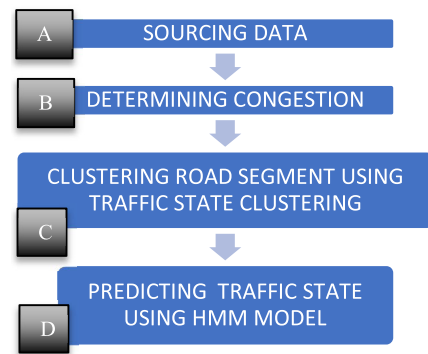 A
SOURCING DATA
B
DETERMINING CONGESTION
CLUSTERING ROAD SEGMENT USING
TRAFFIC STATE CLUSTERING
C
PREDICTING TRAFFIC STATE
USING HMM MODEL
D